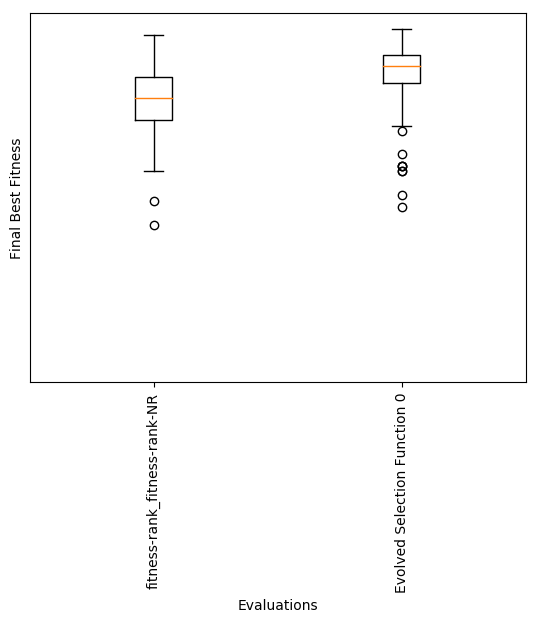 Final Best Fitness
fitness-rank_fitness-rank-NR
Evolved Selection Function 0
Evaluations